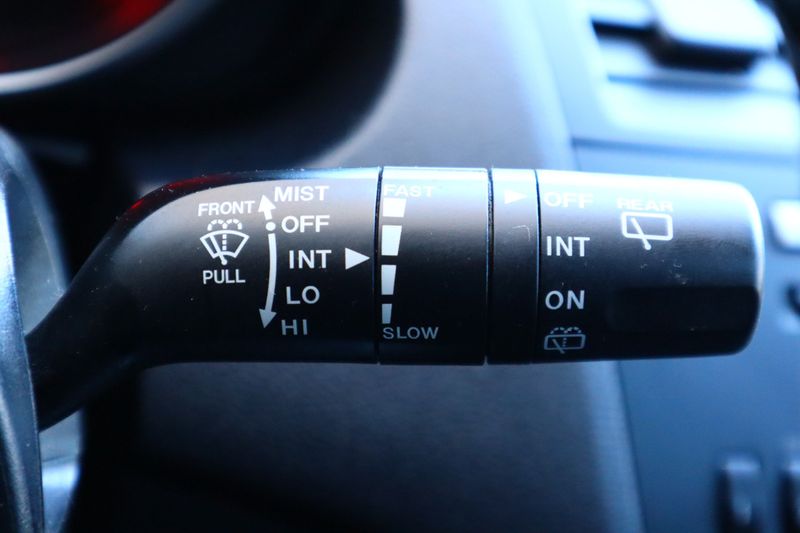 FRONT
PULL
MIST
OFF
INT
LO
HI
FAST
SLOW
OFF
INT
ON
REAR